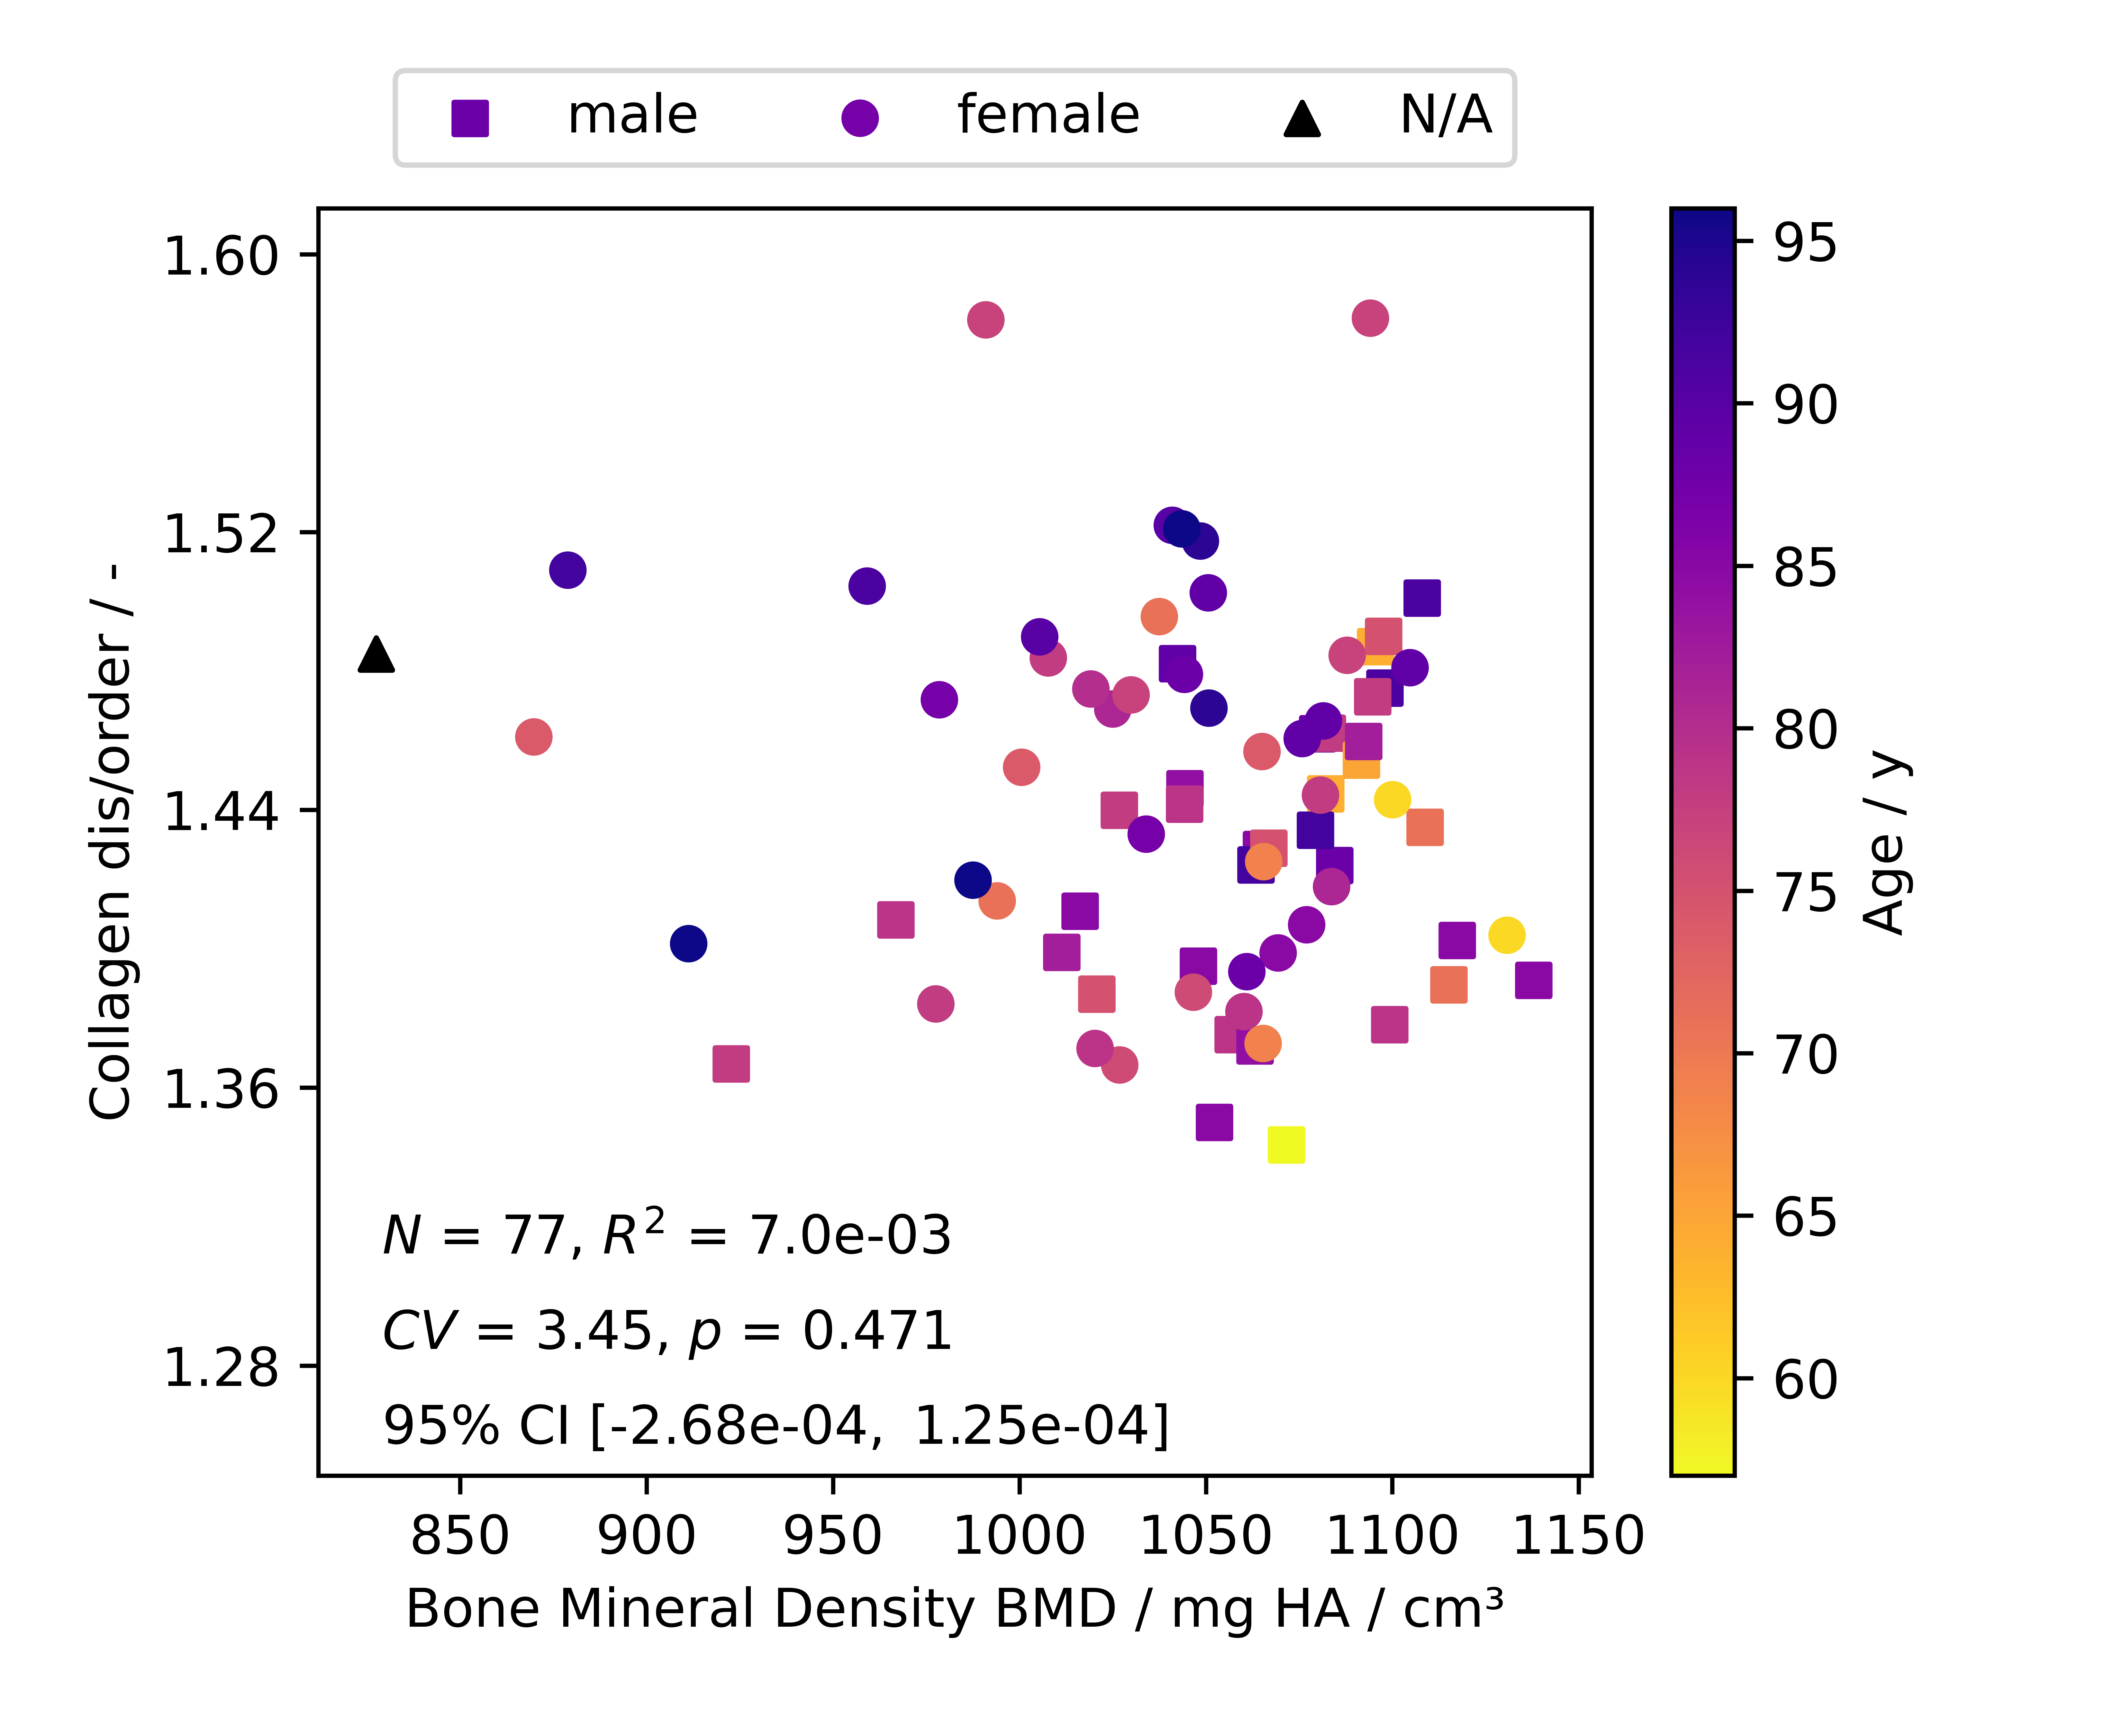 male female N/A
1.60
1.52
1.44
1.36
1.28
Collagen dis/order / -
N = 77, R² = 7.0e-03
CV = 3.45, p = 0.471
95% CI [-2.68e-04, 1.25e-04]
850 900 950 1000 1050 1100 1150
Bone Mineral Density BMD / mg HA / cm³
95
90
85
80
75
70
65
60
Age / y